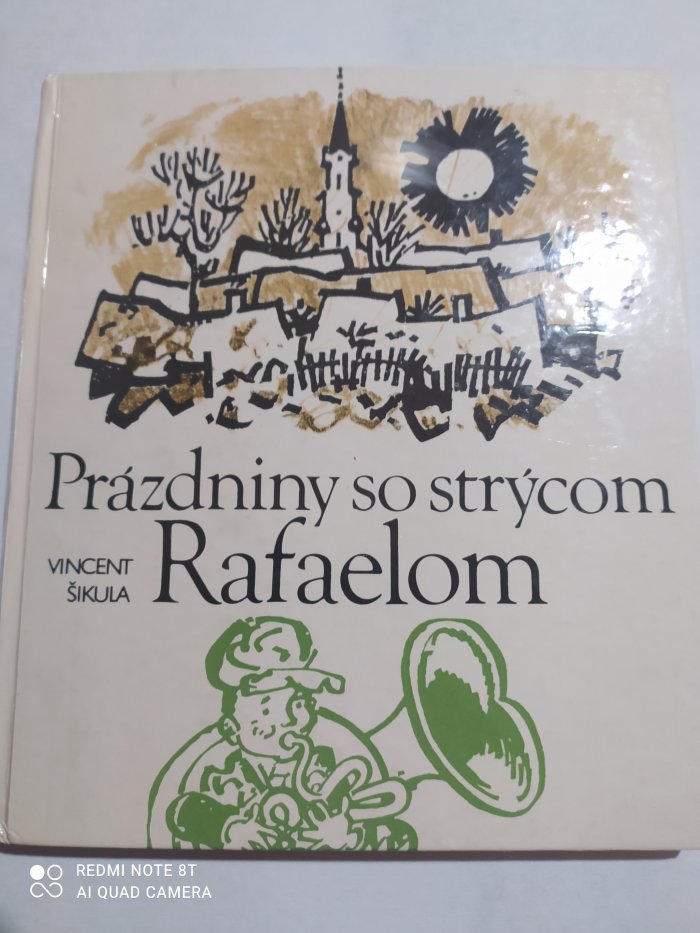 Prázdniny so strýcom
VINCENT
ŠIKULA
Rafaelom
REDMI NOTE 8T
AI QUAD CAMERA